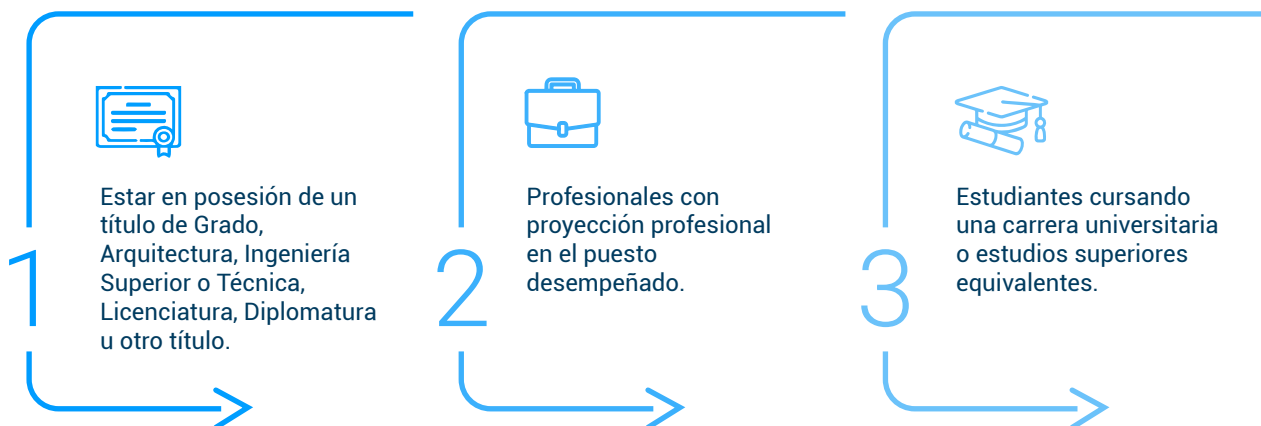 1
Estar en posesión de un
título de Grado,
Arquitectura, Ingeniería
Superior o Técnica,
Licenciatura, Diplomatura
u otro título.
2
Profesionales con
proyección profesional
en el puesto
desempeñado.
3
Estudiantes cursando
una carrera universitaria
o estudios superiores
equivalentes.